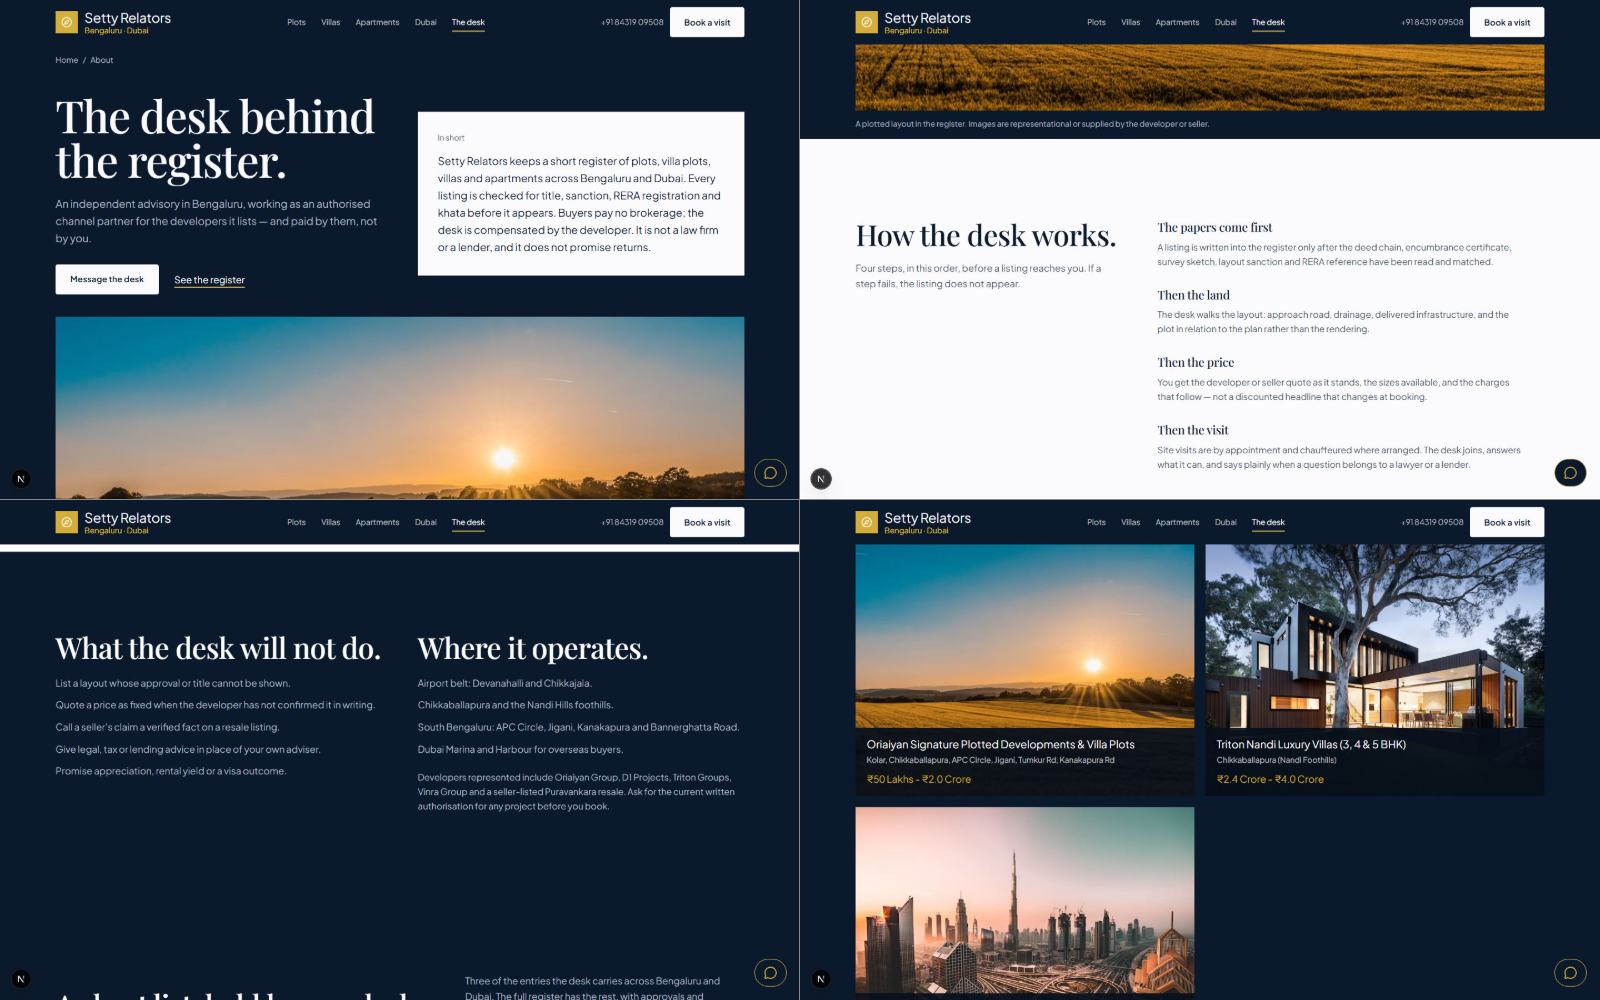 Setty Relators
Bengaluru · Dubai
Plots Villas Apartments Dubai The desk
+91 84319 09508
Book a visit
Home / About
The desk behind
the register.
An independent advisory in Bengaluru, working as an authorised
channel partner for the developers it lists — and paid by them, not
by you.
Message the desk
See the register
In short
Setty Relators keeps a short register of plots, villa plots,
villas and apartments across Bengaluru and Dubai. Every
listing is checked for title, sanction, RERA registration and
khata before it appears. Buyers pay no brokerage; the
desk is compensated by the developer. It is not a law firm
or a lender, and it does not promise returns.
N
Setty Relators
Bengaluru · Dubai
Plots Villas Apartments Dubai The desk
+91 84319 09508
Book a visit
A plotted layout in the register. Images are representational or supplied by the developer or seller.
How the desk works.
Four steps, in this order, before a listing reaches you. If a
step fails, the listing does not appear.
The papers come first
A listing is written into the register only after the deed chain, encumbrance certificate,
survey sketch, layout sanction and RERA reference have been read and matched.
Then the land
The desk walks the layout: approach road, drainage, delivered infrastructure, and the
plot in relation to the plan rather than the rendering.
Then the price
You get the developer or seller quote as it stands, the sizes available, and the charges
that follow — not a discounted headline that changes at booking.
Then the visit
Site visits are by appointment and chauffeured where arranged. The desk joins, answers
what it can, and says plainly when a question belongs to a lawyer or a lender.
N
Setty Relators
Bengaluru · Dubai
Plots Villas Apartments Dubai The desk
+91 84319 09508
Book a visit
What the desk will not do.
List a layout whose approval or title cannot be shown.
Quote a price as fixed when the developer has not confirmed it in writing.
Call a seller's claim a verified fact on a resale listing.
Give legal, tax or lending advice in place of your own adviser.
Promise appreciation, rental yield or a visa outcome.
Where it operates.
Airport belt: Devanahalli and Chikkajala.
Chikkaballapura and the Nandi Hills foothills.
South Bengaluru: APC Circle, Jigani, Kanakapura and Bannerghatta Road.
Dubai Marina and Harbour for overseas buyers.
Developers represented include Oriaiyan Group, D1 Projects, Triton Groups,
Vinra Group and a seller-listed Puravankara resale. Ask for the current written
authorisation for any project before you book.
Three of the entries the desk carries across Bengaluru and
Dubai. The full register has the rest, with approvals and
N
Setty Relators
Bengaluru · Dubai
Plots Villas Apartments Dubai The desk
+91 84319 09508
Book a visit
Oriaiyan Signature Plotted Developments & Villa Plots
Kolar, Chikkaballapura, APC Circle, Jigani, Tumkur Rd, Kanakapura Rd
₹50 Lakhs - ₹2.0 Crore
Triton Nandi Luxury Villas (3, 4 & 5 BHK)
Chikkaballapura (Nandi Foothills)
₹2.4 Crore - ₹4.0 Crore
N